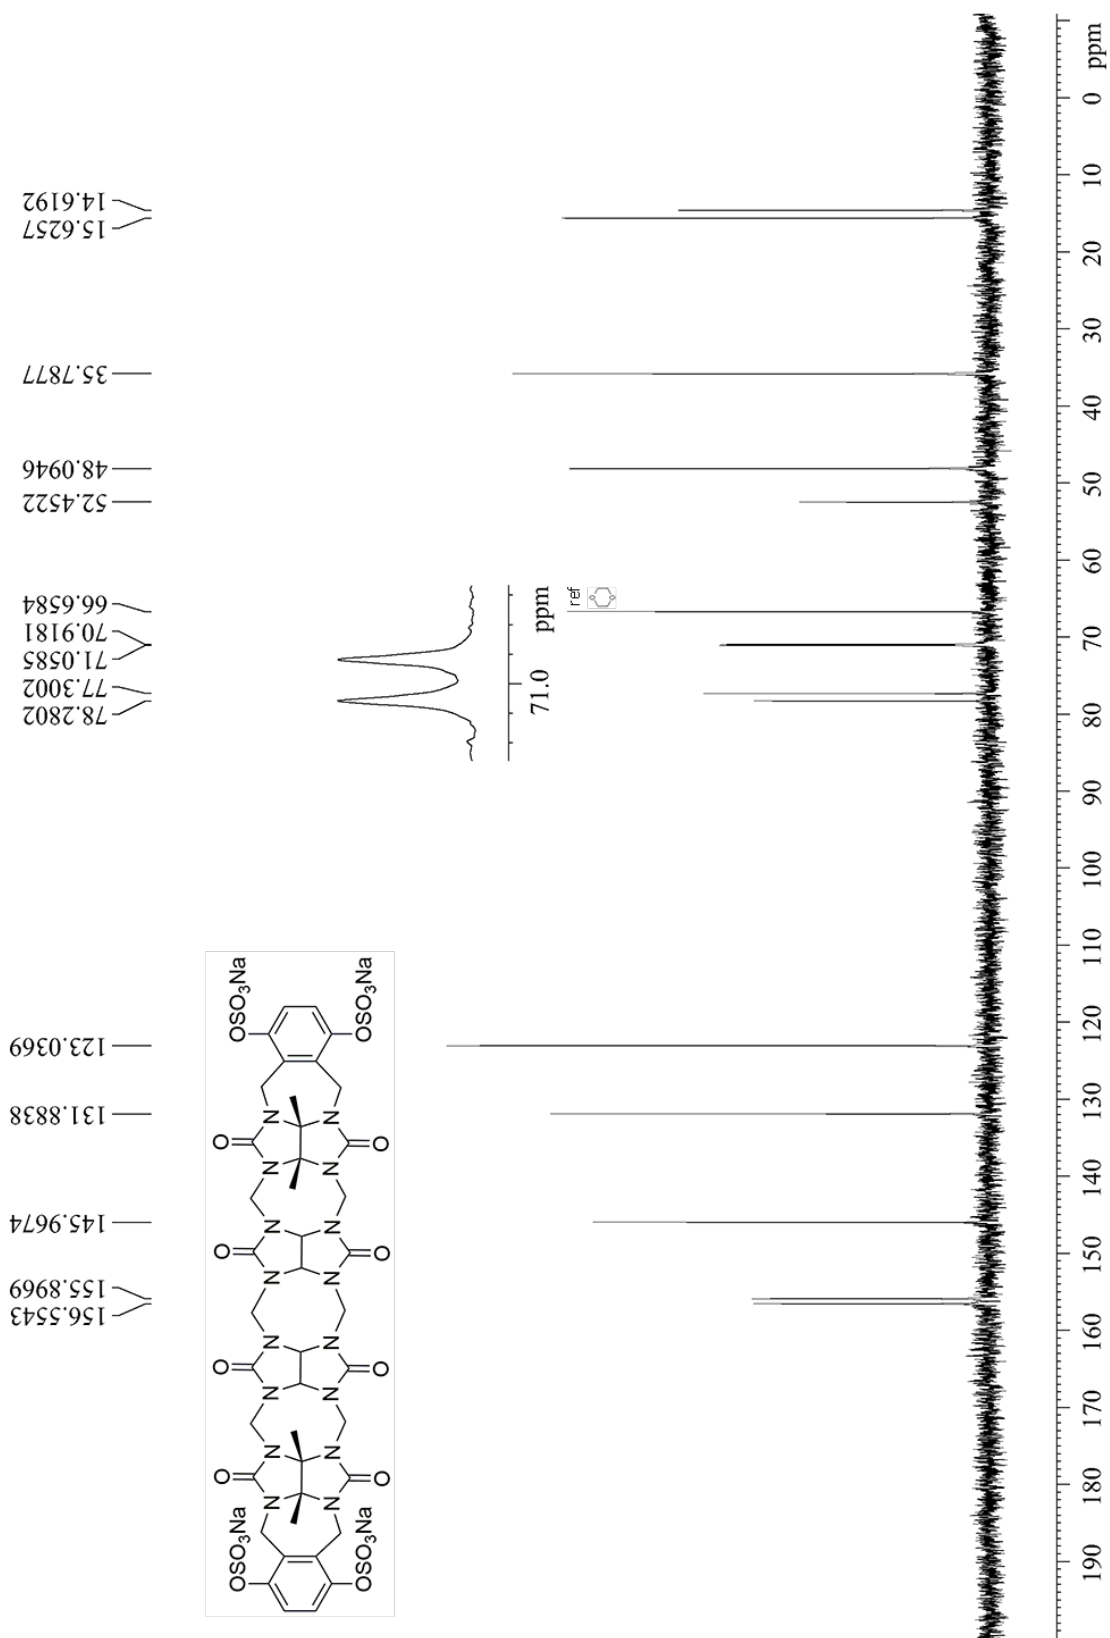 156.5543
155.8969
145.9674
131.8838
123.0369
78.2802
77.3002
71.0585
70.9181
66.6584
52.4522
48.0946
35.7877
15.6257
14.6192
71.0 ppm
ref
O
O
OSO3Na OSO3Na
O O O O
N N N N N N N N
N N N N N N N N
O O O O
OSO3Na OSO3Na
190 180 170 160 150 140 130 120 110 100 90 80 70 60 50 40 30 20 10 0 ppm